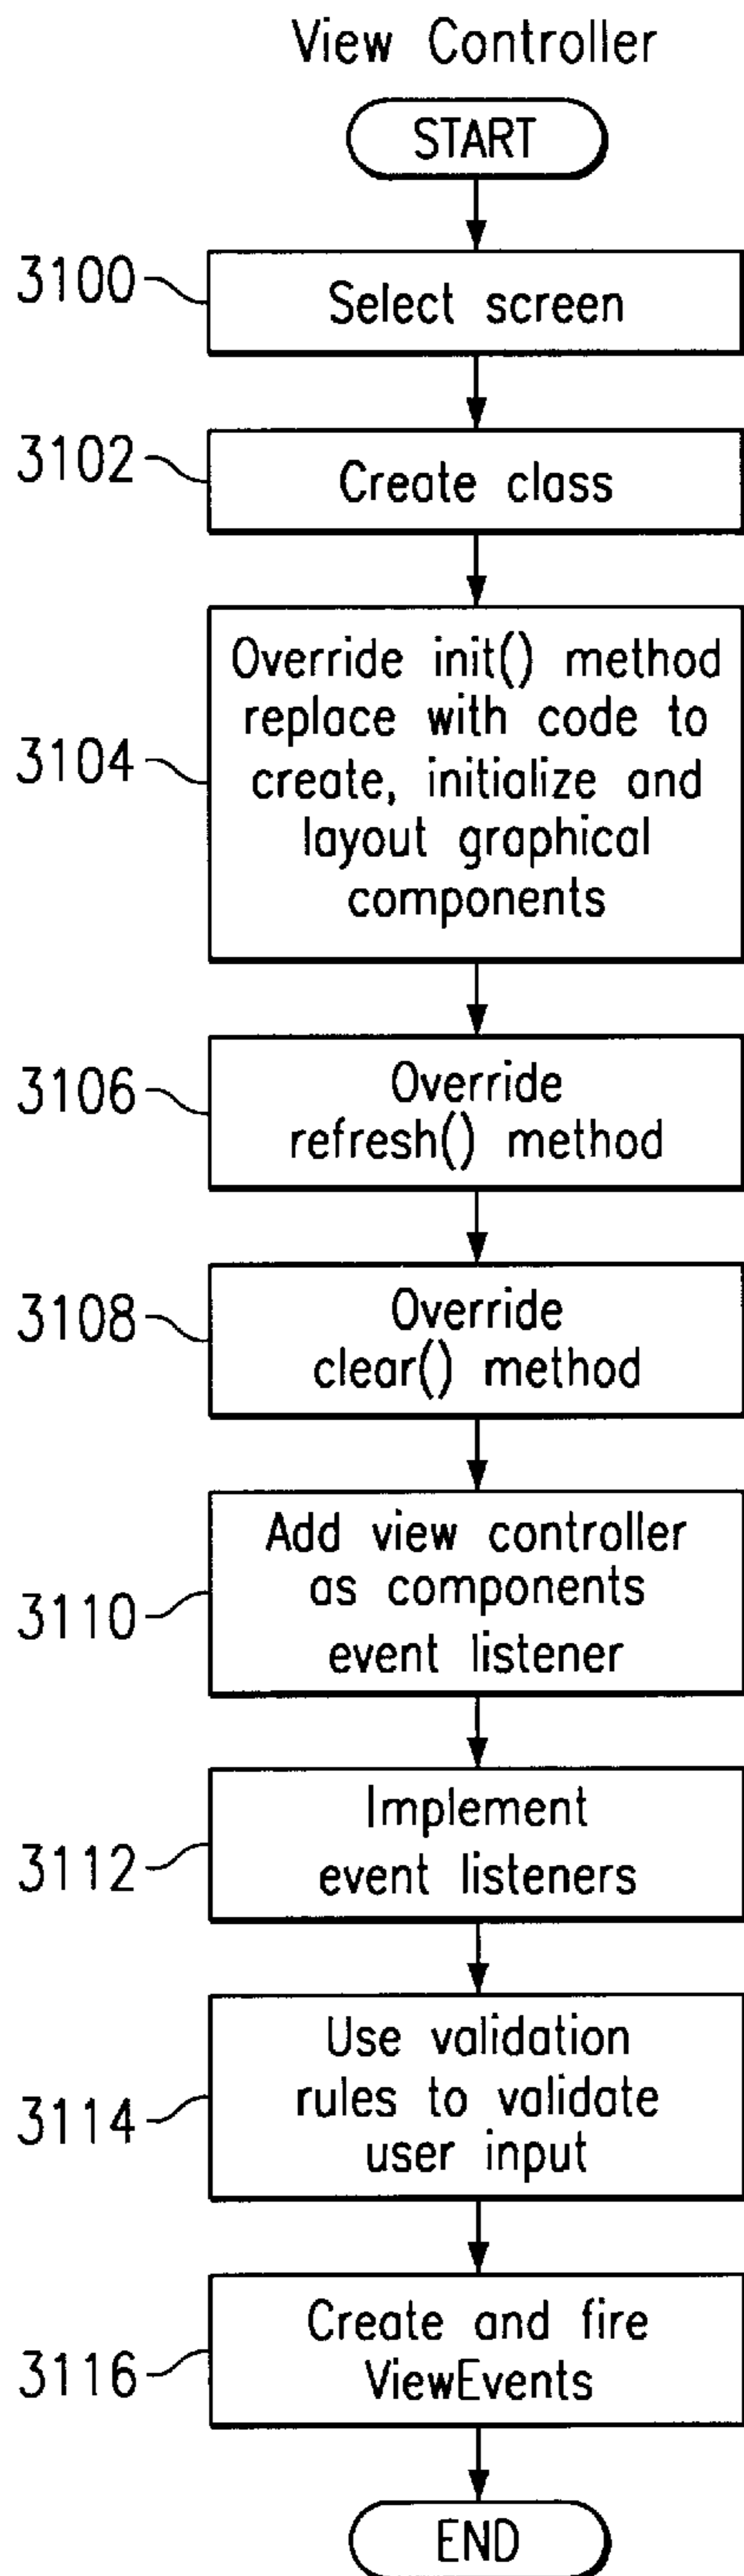 View Controller
START
3100
Select screen
3102
Create class
3104
Override init() method
replace with code to
create, initialize and
layout graphical
components
3106
Override
refresh() method
3108
Override
clear() method
3110
Add view controller
as components
event listener
3112
Implement
event listeners
3114
Use validation
rules to validate
user input
3116
Create and fire
ViewEvents
END